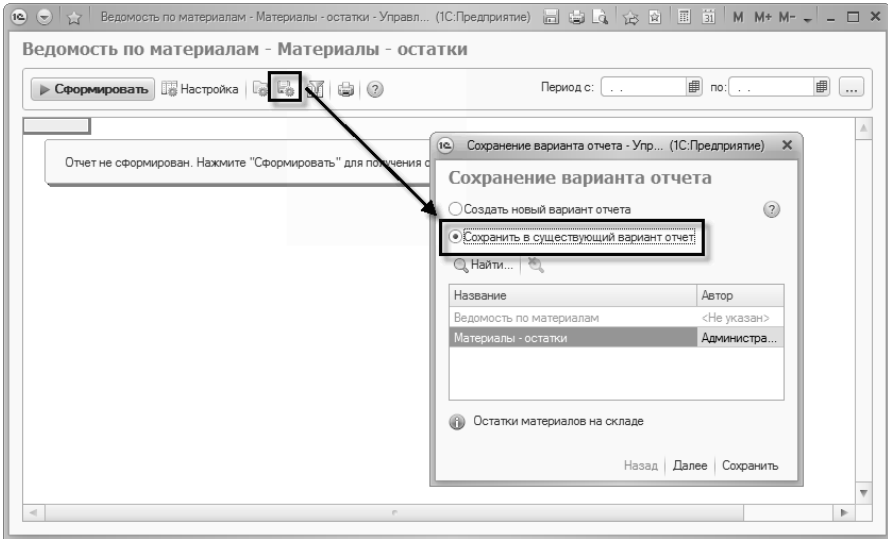 Ведомость по материалам - Материалы - остатки - Управл... (1С:Предприятие) M M+ M-
Ведомость по материалам - Материалы - остатки
Сформировать Настройка ? Период с: . . по: . . ...
Отчет не сформирован. Нажмите "Сформировать" для получения о
Сохранение варианта отчета - Упр... (1С:Предприятие)
Сохранение варианта отчета
Создать новый вариант отчета ?
Сохранить в существующий вариант отчет
Найти...
Название Автор
Ведомость по материалам <Не указан>
Материалы - остатки Администра...
Остатки материалов на складе
Назад Далее Сохранить